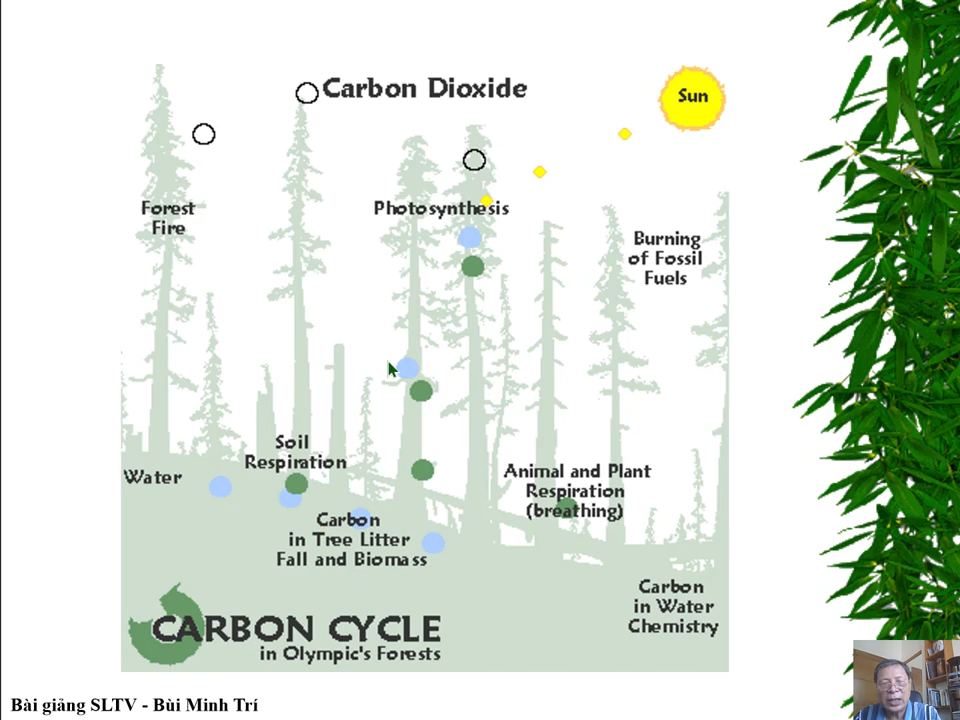 Carbon Dioxide
Sun
Forest
Fire
Photosynthesis
Burning
of Fossil
Fuels
Soil
Respiration
Water
Animal and Plant
Respiration
(breathing)
Carbon
in Tree Litter
Fall and Biomass
Carbon
in Water
Chemistry
CARBON CYCLE
in Olympic's Forests
Bài giảng SLTV - Bùi Minh Trí